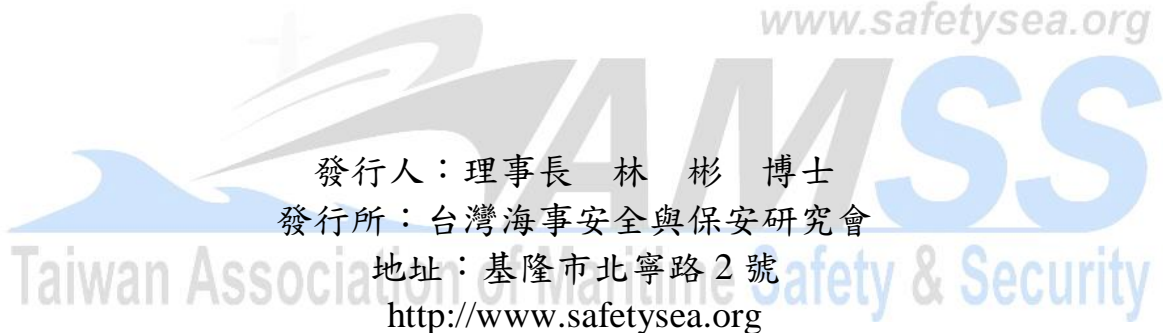 www.safetysea.org
TAMSS
發行人：理事長　林　彬　博士
發行所：台灣海事安全與保安研究會
地址：基隆市北寧路 2 號
Taiwan Association of Maritime Safety & Security
http://www.safetysea.org